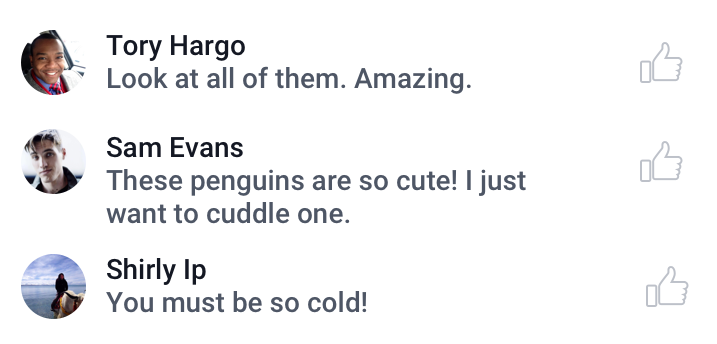 Tory Hargo
Look at all of them. Amazing.
Sam Evans
These penguins are so cute! I just
want to cuddle one.
Shirly Ip
You must be so cold!